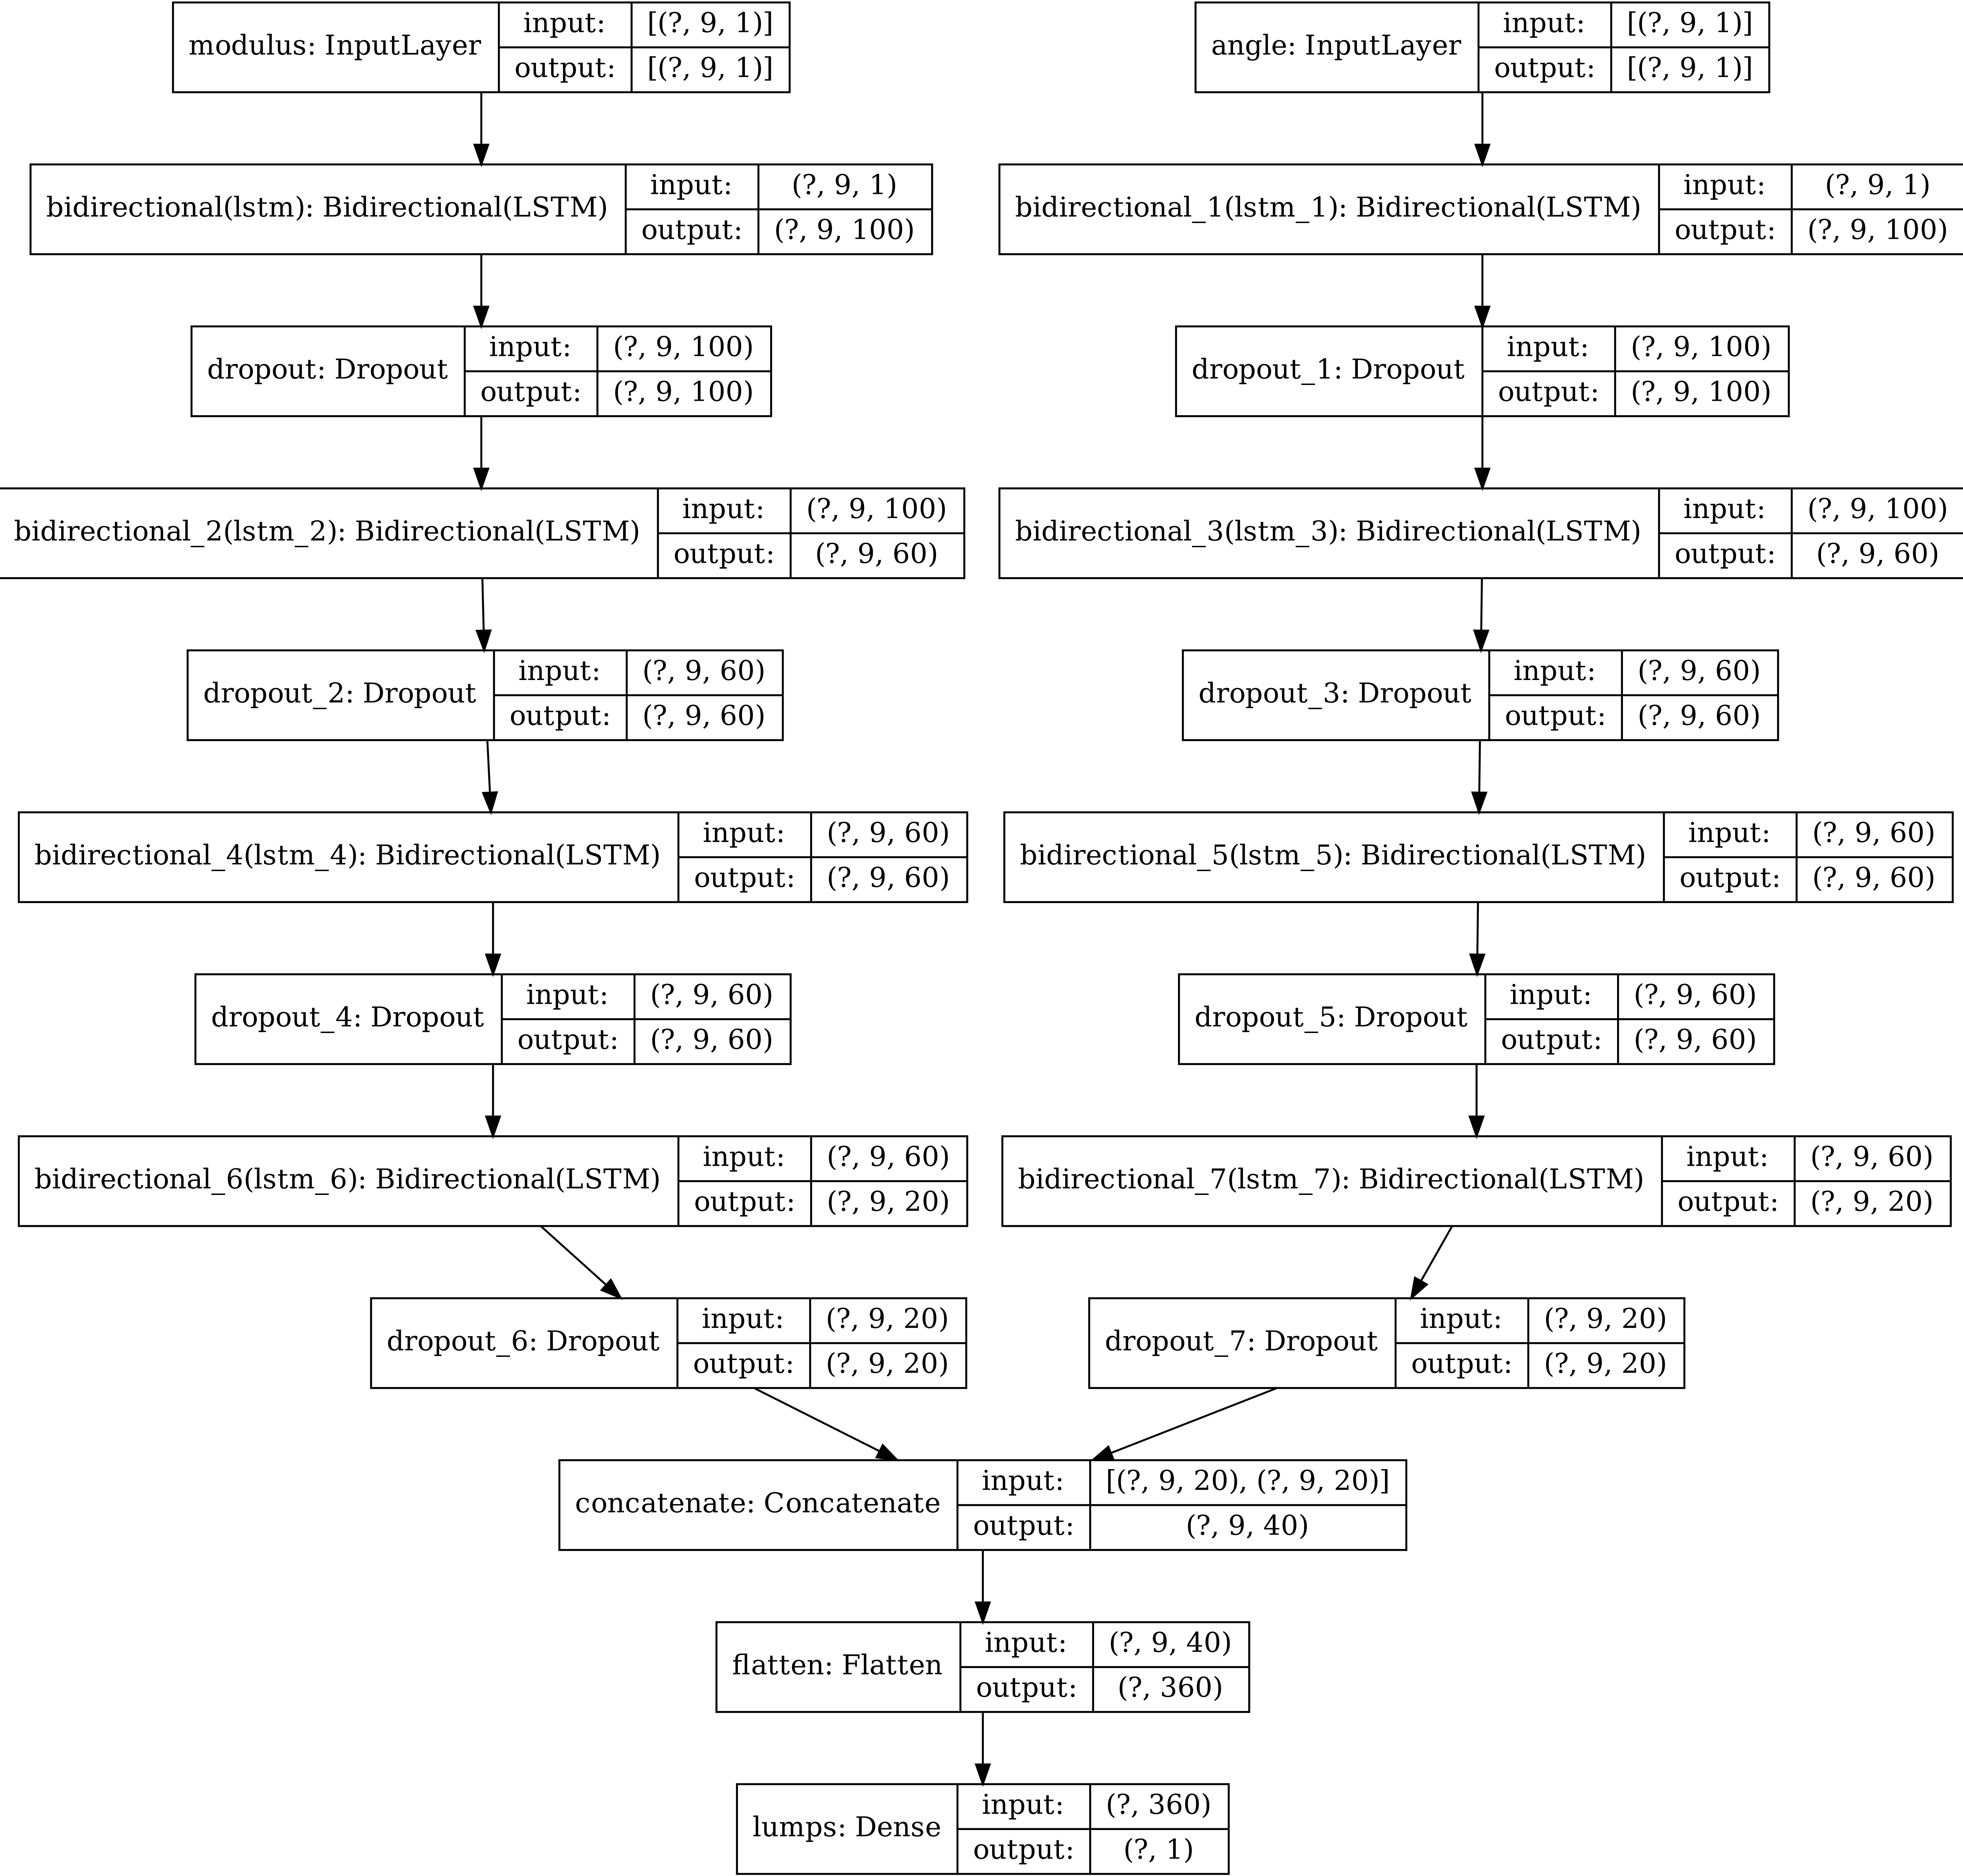 modulus: InputLayer
input: [(?, 9, 1)]
output: [(?, 9, 1)]
angle: InputLayer
input: [(?, 9, 1)]
output: [(?, 9, 1)]
bidirectional(lstm): Bidirectional(LSTM)
input: (?, 9, 1)
output: (?, 9, 100)
bidirectional_1(lstm_1): Bidirectional(LSTM)
input: (?, 9, 1)
output: (?, 9, 100)
dropout: Dropout
input: (?, 9, 100)
output: (?, 9, 100)
dropout_1: Dropout
input: (?, 9, 100)
output: (?, 9, 100)
bidirectional_2(lstm_2): Bidirectional(LSTM)
input: (?, 9, 100)
output: (?, 9, 60)
bidirectional_3(lstm_3): Bidirectional(LSTM)
input: (?, 9, 100)
output: (?, 9, 60)
dropout_2: Dropout
input: (?, 9, 60)
output: (?, 9, 60)
dropout_3: Dropout
input: (?, 9, 60)
output: (?, 9, 60)
bidirectional_4(lstm_4): Bidirectional(LSTM)
input: (?, 9, 60)
output: (?, 9, 60)
bidirectional_5(lstm_5): Bidirectional(LSTM)
input: (?, 9, 60)
output: (?, 9, 60)
dropout_4: Dropout
input: (?, 9, 60)
output: (?, 9, 60)
dropout_5: Dropout
input: (?, 9, 60)
output: (?, 9, 60)
bidirectional_6(lstm_6): Bidirectional(LSTM)
input: (?, 9, 60)
output: (?, 9, 20)
bidirectional_7(lstm_7): Bidirectional(LSTM)
input: (?, 9, 60)
output: (?, 9, 20)
dropout_6: Dropout
input: (?, 9, 20)
output: (?, 9, 20)
dropout_7: Dropout
input: (?, 9, 20)
output: (?, 9, 20)
concatenate: Concatenate
input: [(?, 9, 20), (?, 9, 20)]
output: (?, 9, 40)
flatten: Flatten
input: (?, 9, 40)
output: (?, 360)
lumps: Dense
input: (?, 360)
output: (?, 1)